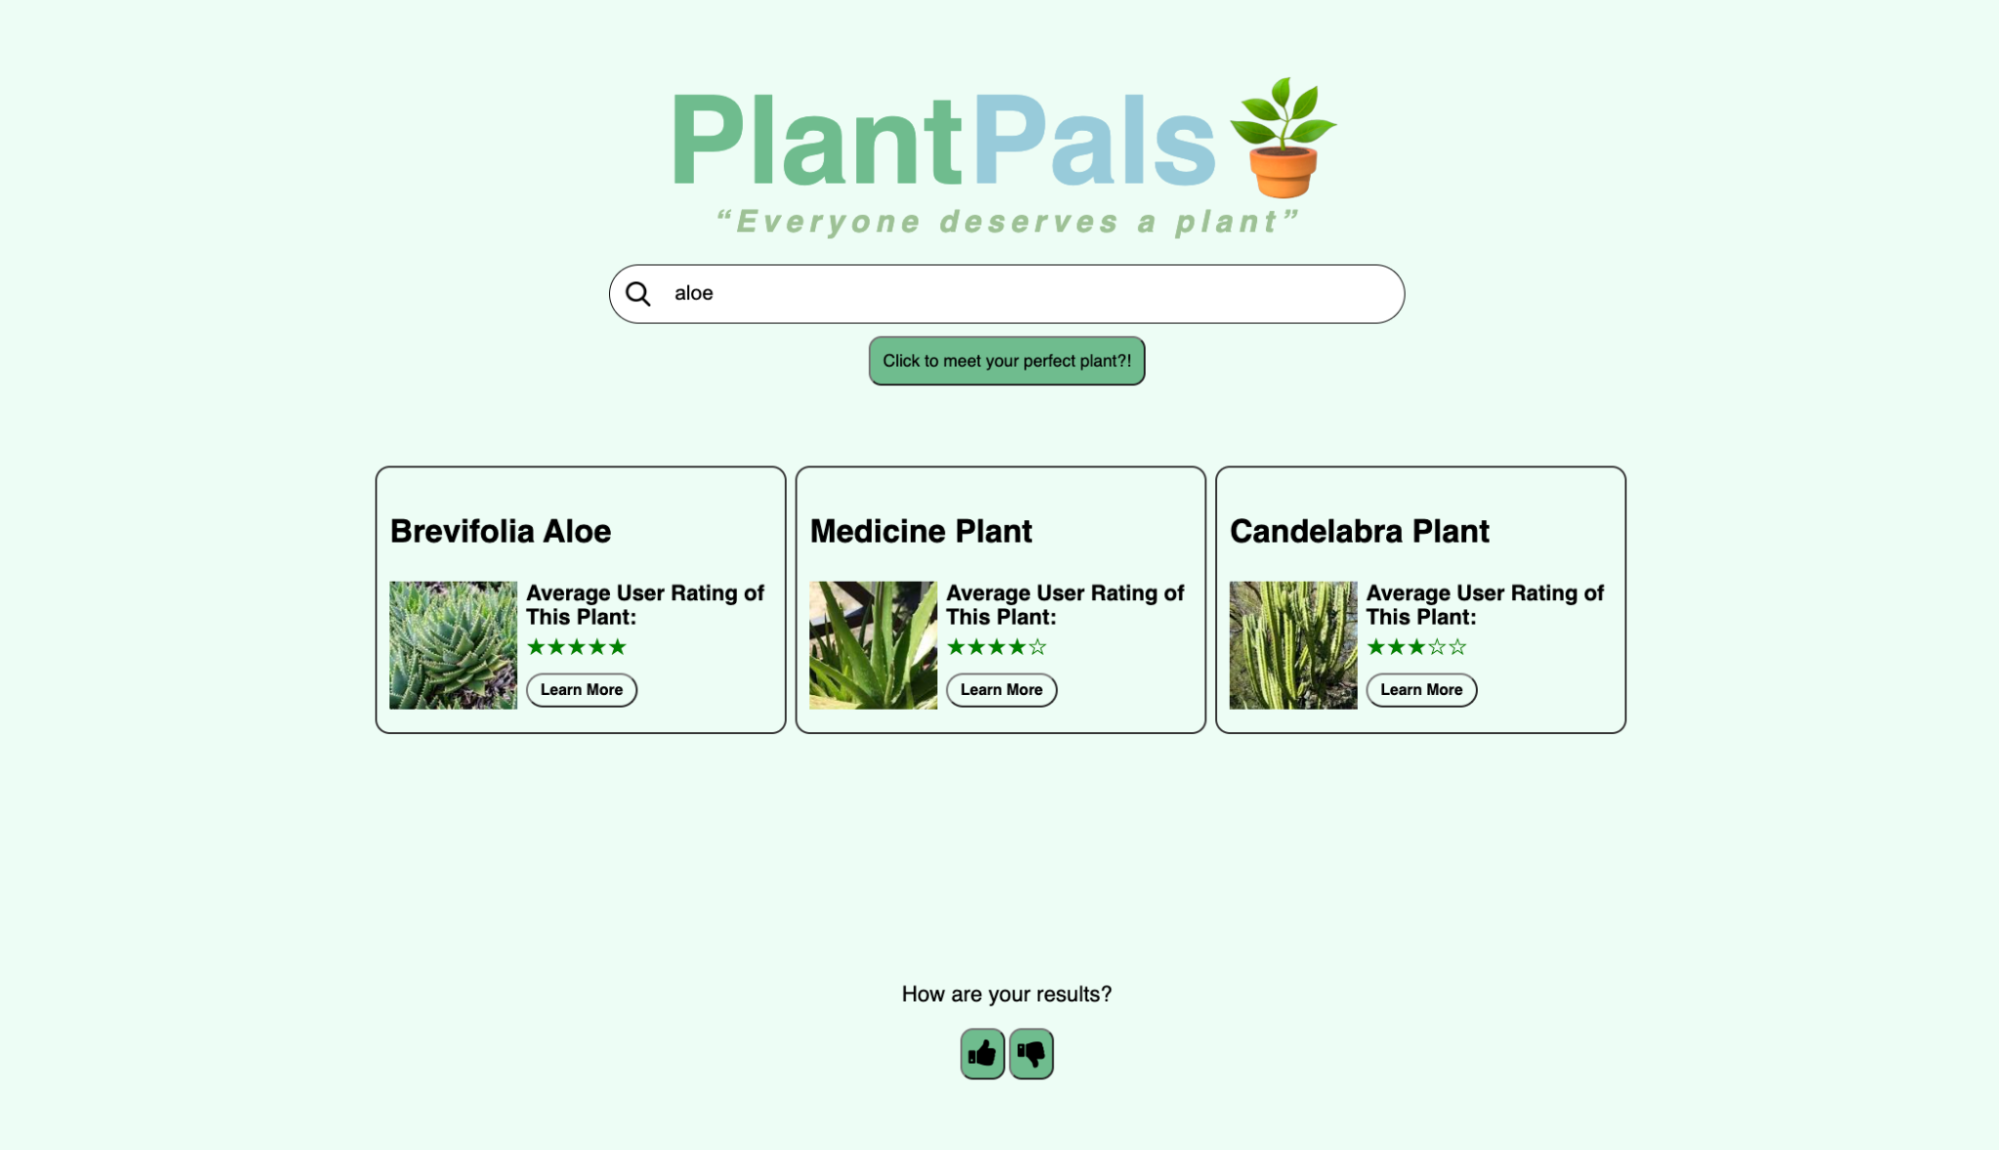 PlantPals
“Everyone deserves a plant”
aloe
Click to meet your perfect plant?!
Brevifolia Aloe
Average User Rating of
This Plant:
★★★★★
Learn More
Medicine Plant
Average User Rating of
This Plant:
★★★★☆
Learn More
Candelabra Plant
Average User Rating of
This Plant:
★★★☆☆
Learn More
How are your results?